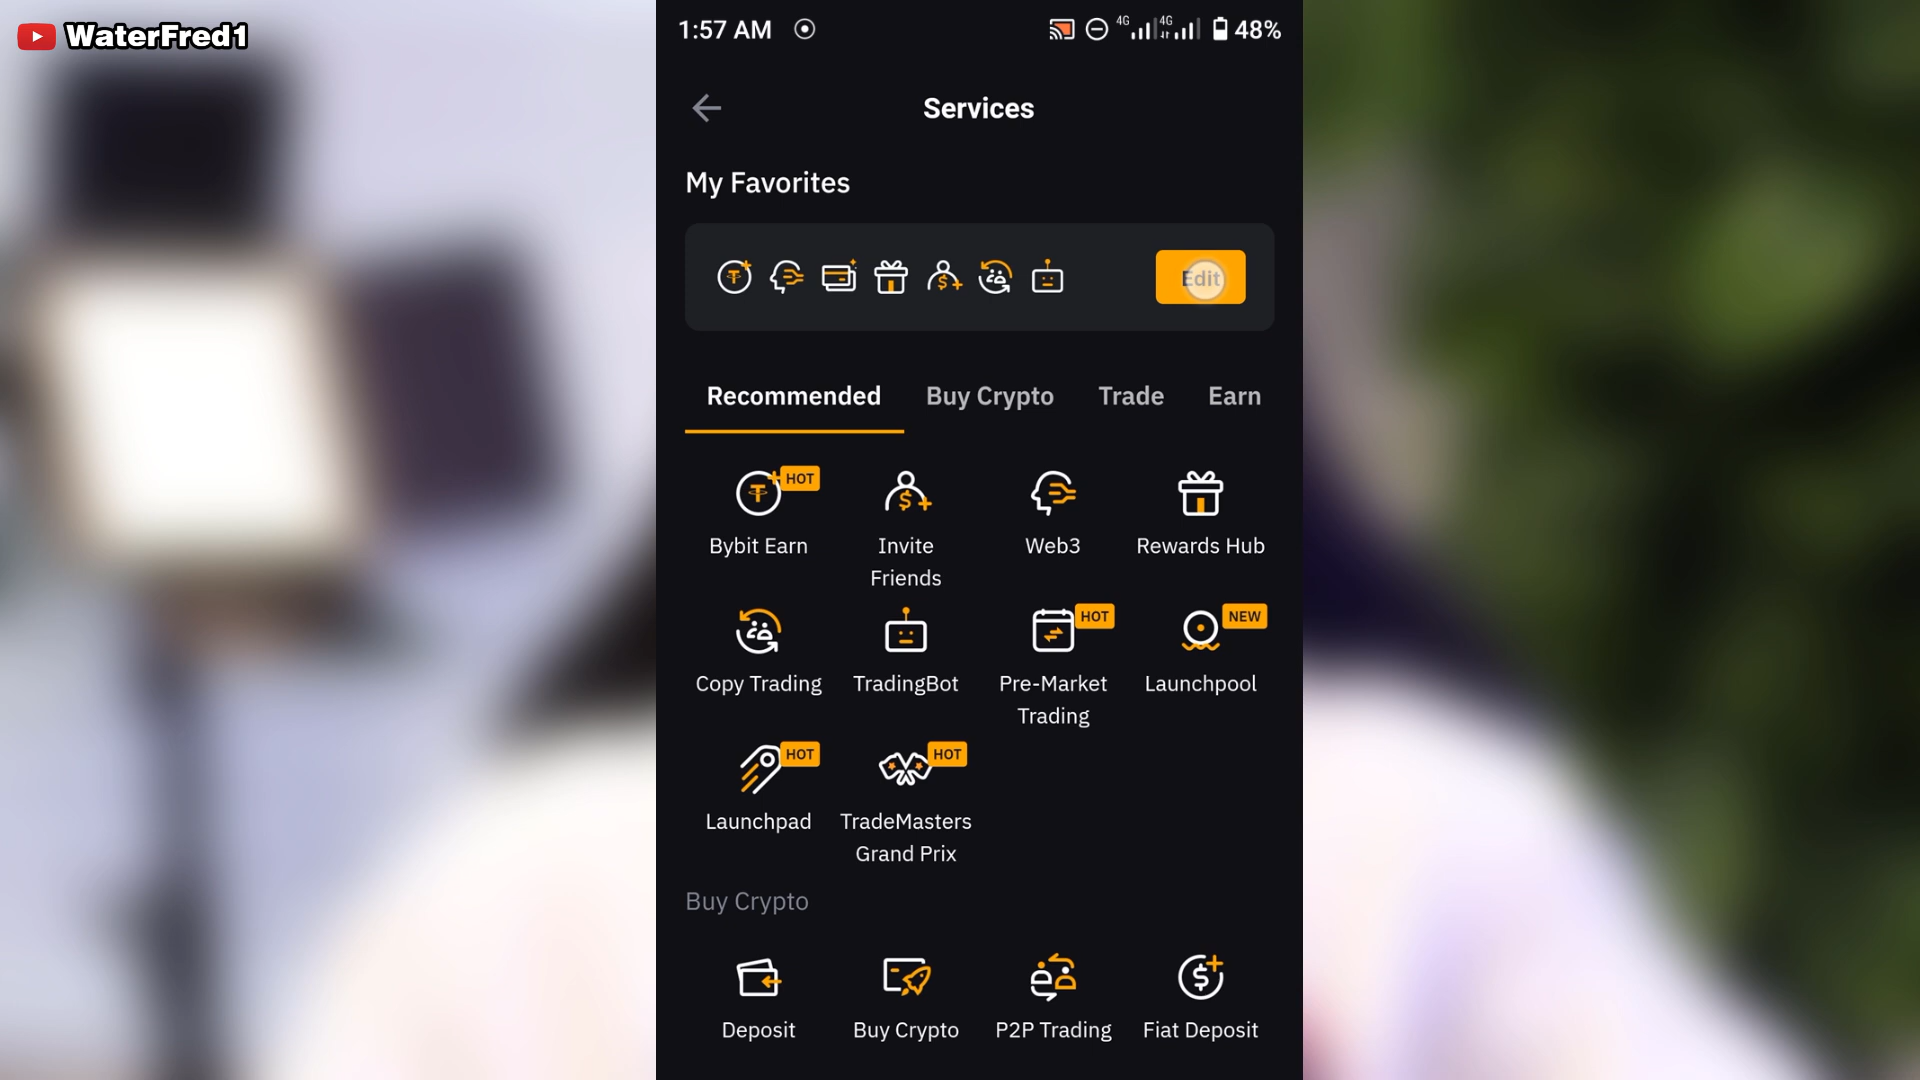 WaterFred1
1:57 AM
4G 4G 48%
Services
My Favorites
Edit
Recommended Buy Crypto Trade Earn
HOT
Bybit Earn Invite Friends Web3 Rewards Hub
HOT NEW
Copy Trading TradingBot Pre-Market Trading Launchpool
HOT HOT
Launchpad TradeMasters Grand Prix
Buy Crypto
Deposit Buy Crypto P2P Trading Fiat Deposit